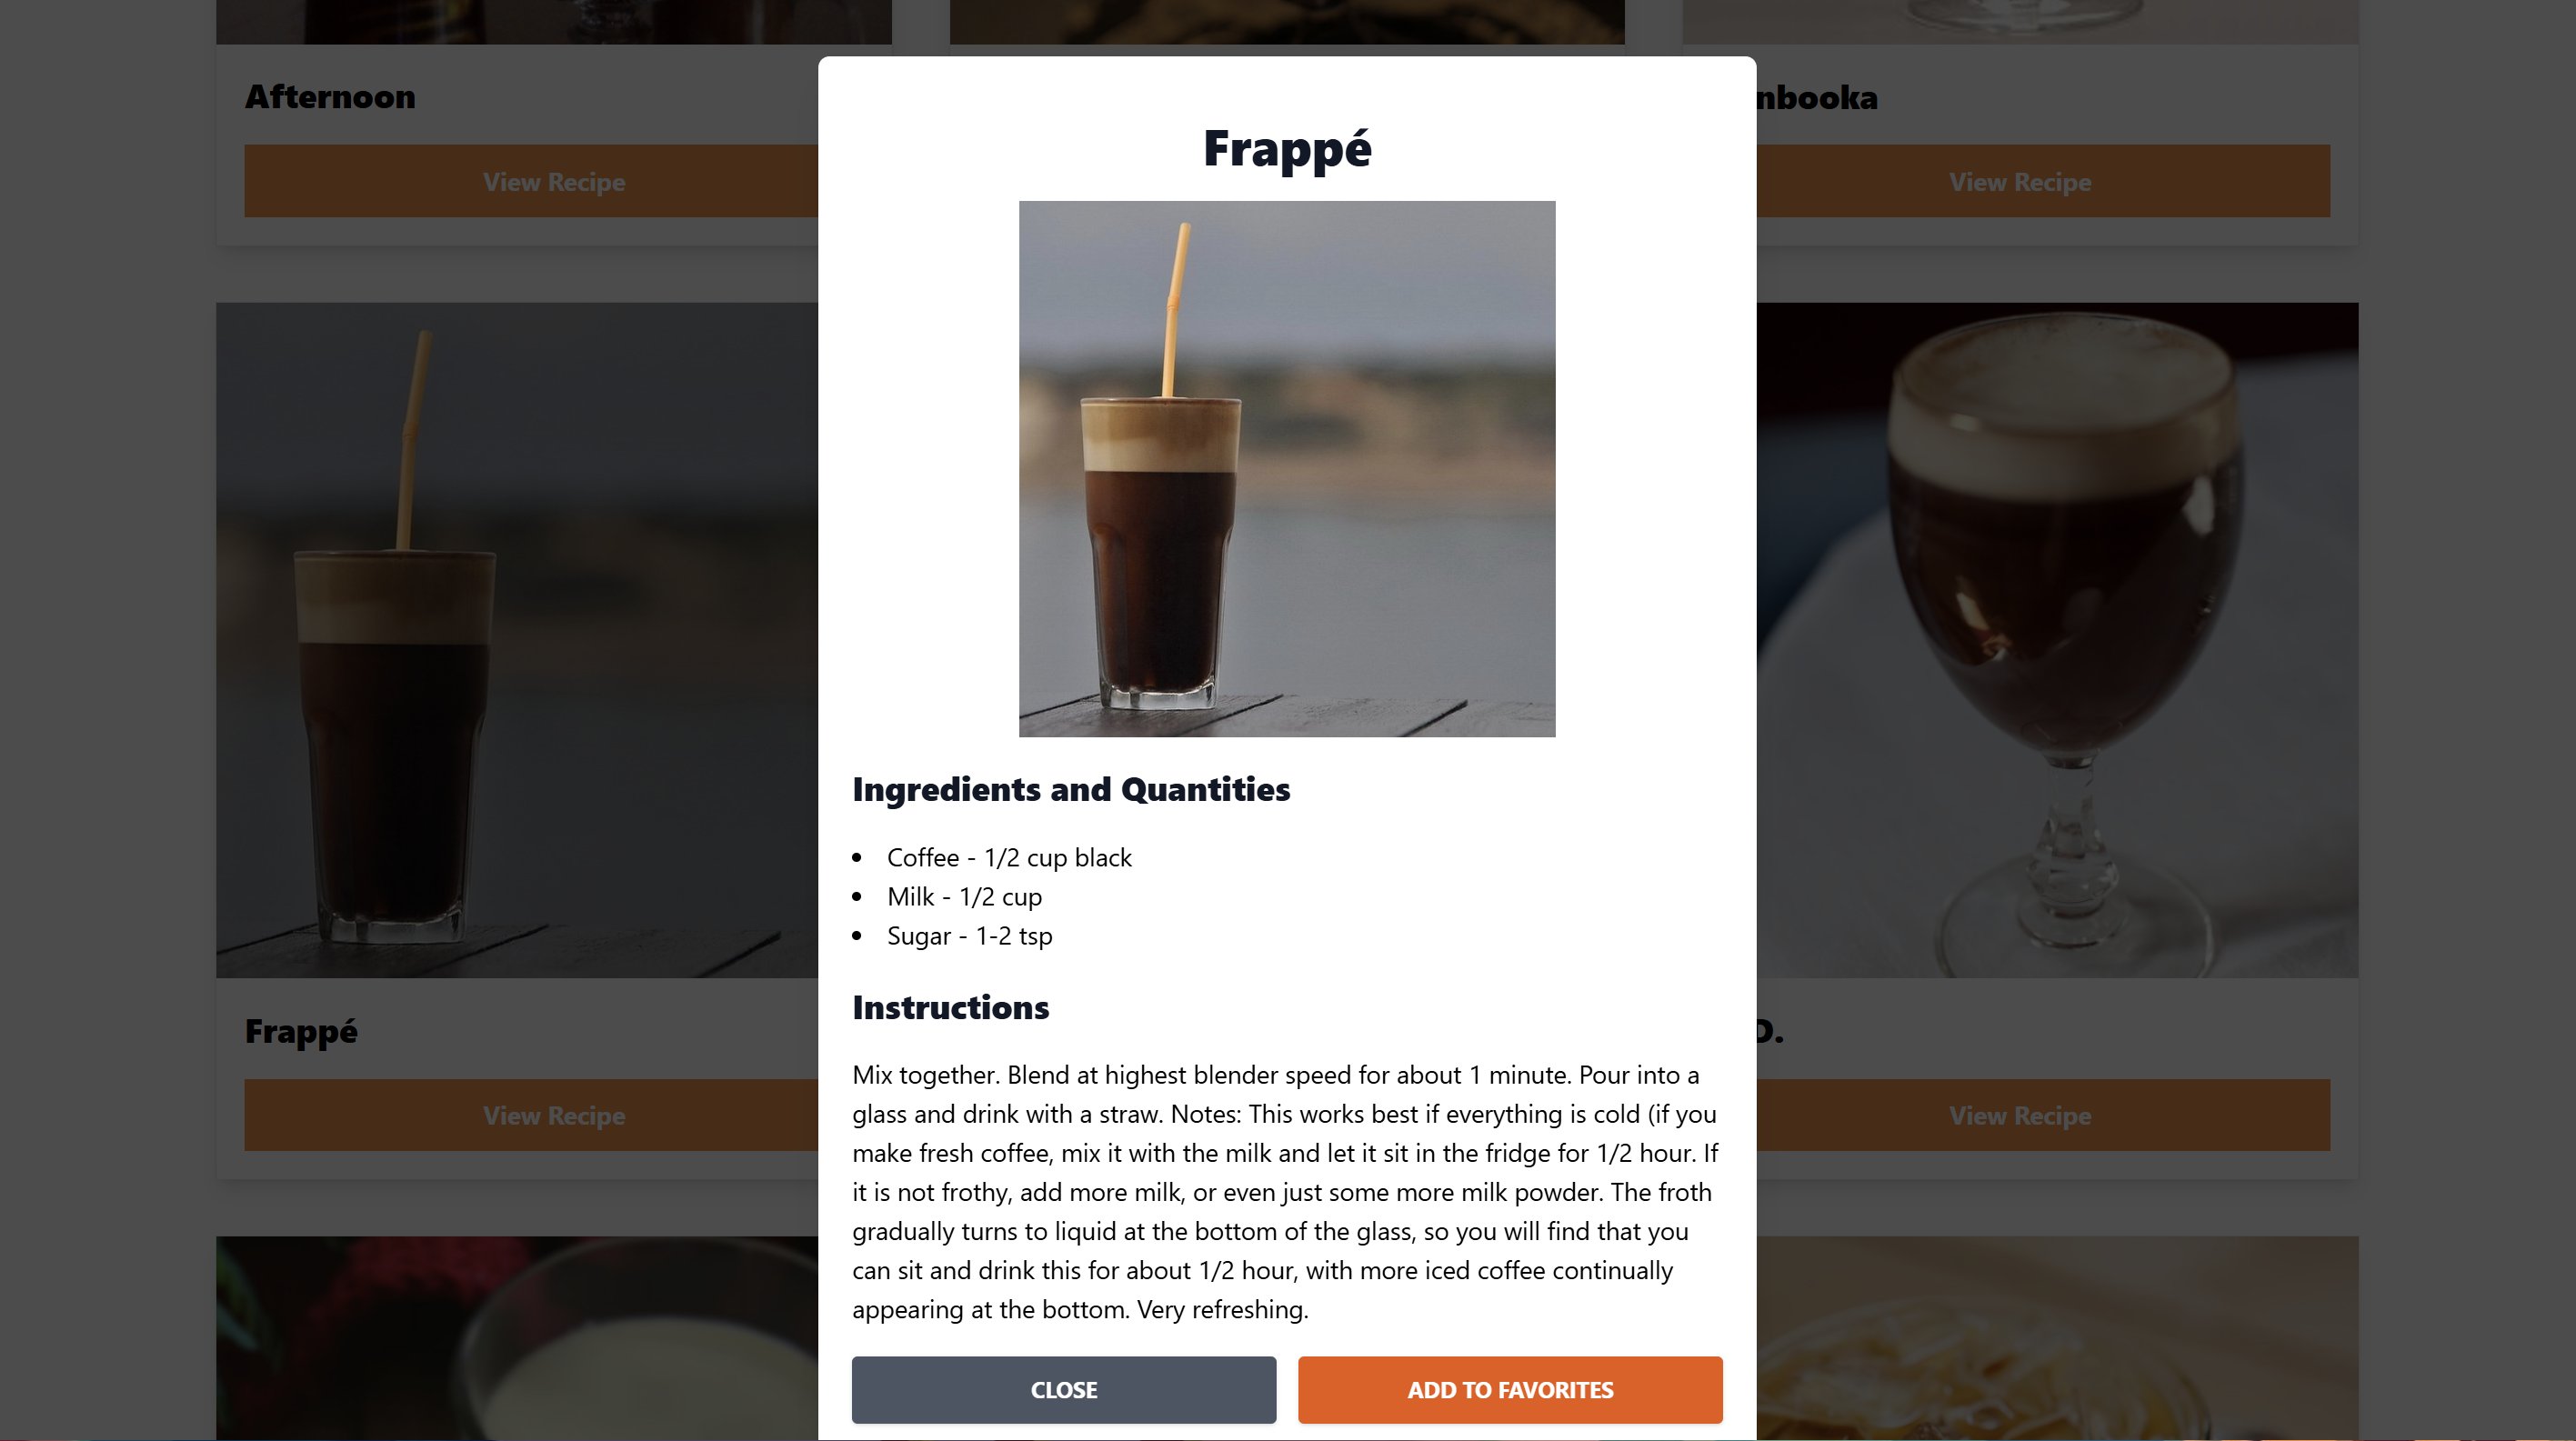 Afternoon
View Recipe
nbooka
View Recipe
Frappé
Ingredients and Quantities
Coffee - 1/2 cup black
Milk - 1/2 cup
Sugar - 1-2 tsp
Instructions
Mix together. Blend at highest blender speed for about 1 minute. Pour into a
glass and drink with a straw. Notes: This works best if everything is cold (if you
make fresh coffee, mix it with the milk and let it sit in the fridge for 1/2 hour. If
it is not frothy, add more milk, or even just some more milk powder. The froth
gradually turns to liquid at the bottom of the glass, so you will find that you
can sit and drink this for about 1/2 hour, with more iced coffee continually
appearing at the bottom. Very refreshing.
CLOSE
ADD TO FAVORITES
Frappé
View Recipe
D.
View Recipe